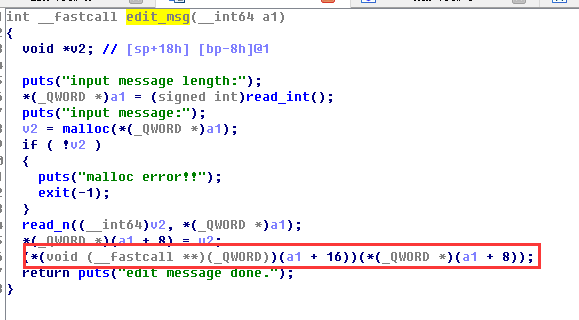 int __fastcall edit_msg(__int64 a1)
{
  void *v2; // [sp+18h] [bp-8h]@1

  puts("input message length:");
  *(_QWORD *)a1 = (signed int)read_int();
  puts("input message:");
  v2 = malloc(*(_QWORD *)a1);
  if ( !v2 )
  {
    puts("malloc error!!");
    exit(-1);
  }
  read_n((__int64)v2, *(_QWORD *)a1);
  *(_QWORD *)(a1 + 8) = v2;
  (*(void (__fastcall **)(_QWORD))(a1 + 16))(*(_QWORD *)(a1 + 8));
  return puts("edit message done.");
}